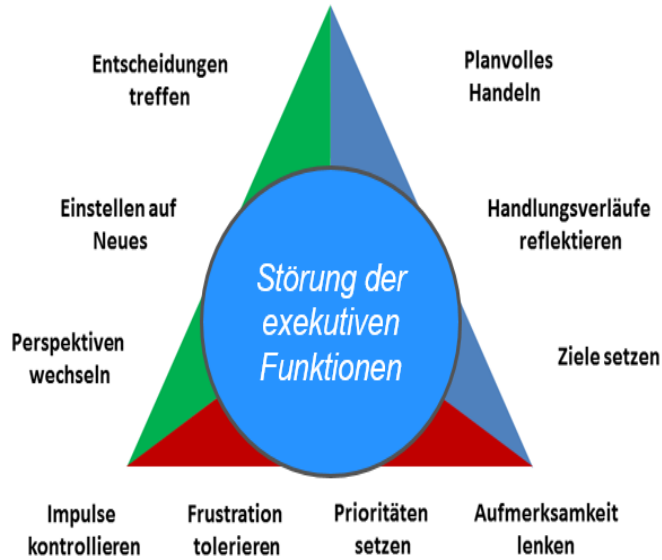 Entscheidungen
treffen
Planvolles
Handeln
Einstellen auf
Neues
Handlungsverläufe
reflektieren
Störung der
exekutiven
Funktionen
Perspektiven
wechseln
Ziele setzen
Impulse
kontrollieren
Frustration
tolerieren
Prioritäten
setzen
Aufmerksamkeit
lenken